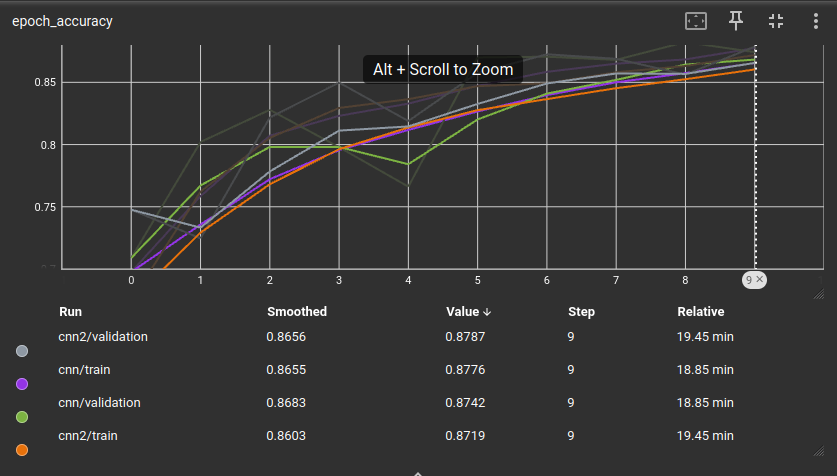 epoch_accuracy
Alt + Scroll to Zoom
0.85
0.8
0.75
0.7
0 1 2 3 4 5 6 7 8 9 ×
Run Smoothed Value ↓ Step Relative
cnn2/validation 0.8656 0.8787 9 19.45 min
cnn/train 0.8655 0.8776 9 18.85 min
cnn/validation 0.8683 0.8742 9 18.85 min
cnn2/train 0.8603 0.8719 9 19.45 min